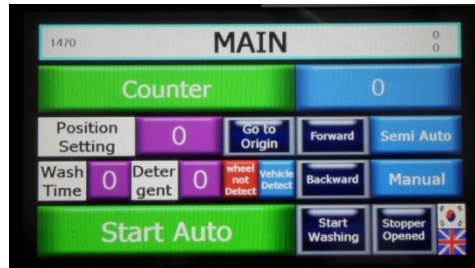 1470 MAIN 0
0
Counter 0
Position
Setting
0
Go to
Origin
Forward
Semi Auto
Wash
Time
0
Deter
gent
0
wheel
not
Detect
Vehicle
Detect
Backward
Manual
Start Auto
Start
Washing
Stopper
Opened